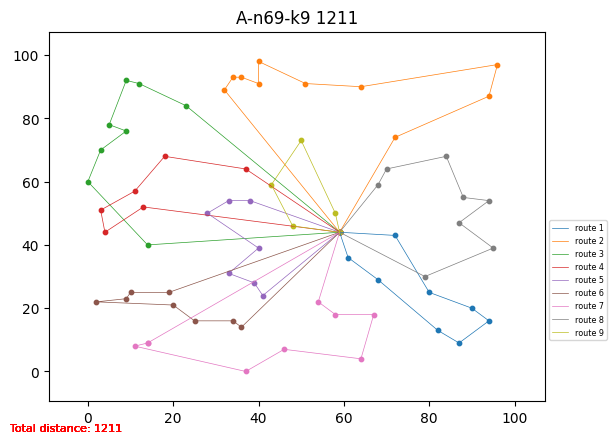 A-n69-k9 1211
100
80
60
40
20
0
0 20 40 60 80 100
route 1
route 2
route 3
route 4
route 5
route 6
route 7
route 8
route 9
Total distance: 1211